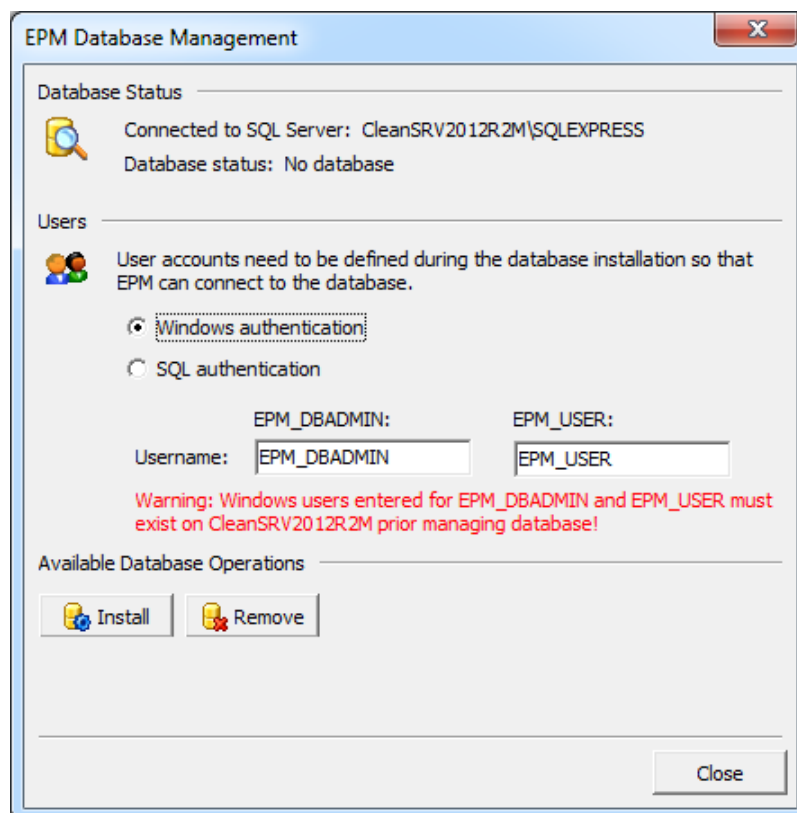 EPM Database Management
Database Status
Connected to SQL Server: CleanSRV2012R2M\SQLEXPRESS
Database status: No database
Users
User accounts need to be defined during the database installation so that
EPM can connect to the database.
Windows authentication
SQL authentication
EPM_DBADMIN: EPM_USER:
Username: EPM_DBADMIN EPM_USER
Warning: Windows users entered for EPM_DBADMIN and EPM_USER must
exist on CleanSRV2012R2M prior managing database!
Available Database Operations
Install Remove
Close